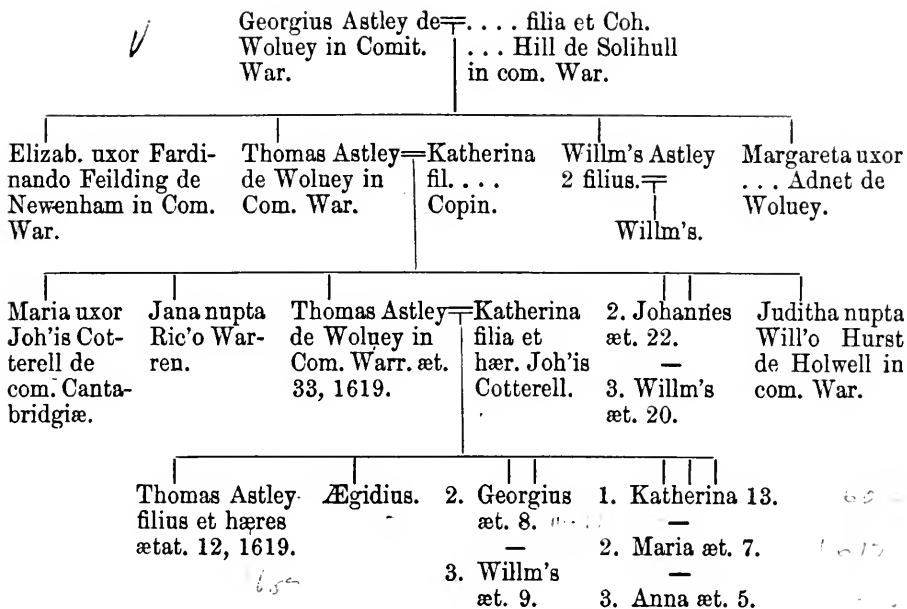 Georgius Astley de
Woluey in Comit.
War.
. . . . filia et Coh.
. . . Hill de Solihull
in com. War.
Elizab. uxor Fardi-
nando Feilding de
Newenham in Com.
War.
Thomas Astley
de Woluey in
Com. War.
Katherina
fil. . . .
Copin.
Willm's Astley
2 filius.
Willm's.
Margareta uxor
. . . Adnet de
Woluey.
Maria uxor
Joh'is Cot-
terell de
com. Canta-
bridgiæ.
Jana nupta
Ric'o War-
ren.
Thomas Astley
de Woluey in
Com. Warr. æt.
33, 1619.
Katherina
filia et
hær. Joh'is
Cotterell.
2. Johannes
æt. 22.
—
3. Willm's
æt. 20.
Juditha nupta
Will'o Hurst
de Holwell in
com. War.
Thomas Astley
filius et hæres
ætat. 12, 1619.
Ægidius.
2. Georgius
æt. 8.
—
3. Willm's
æt. 9.
1. Katherina 13.
—
2. Maria æt. 7.
—
3. Anna æt. 5.